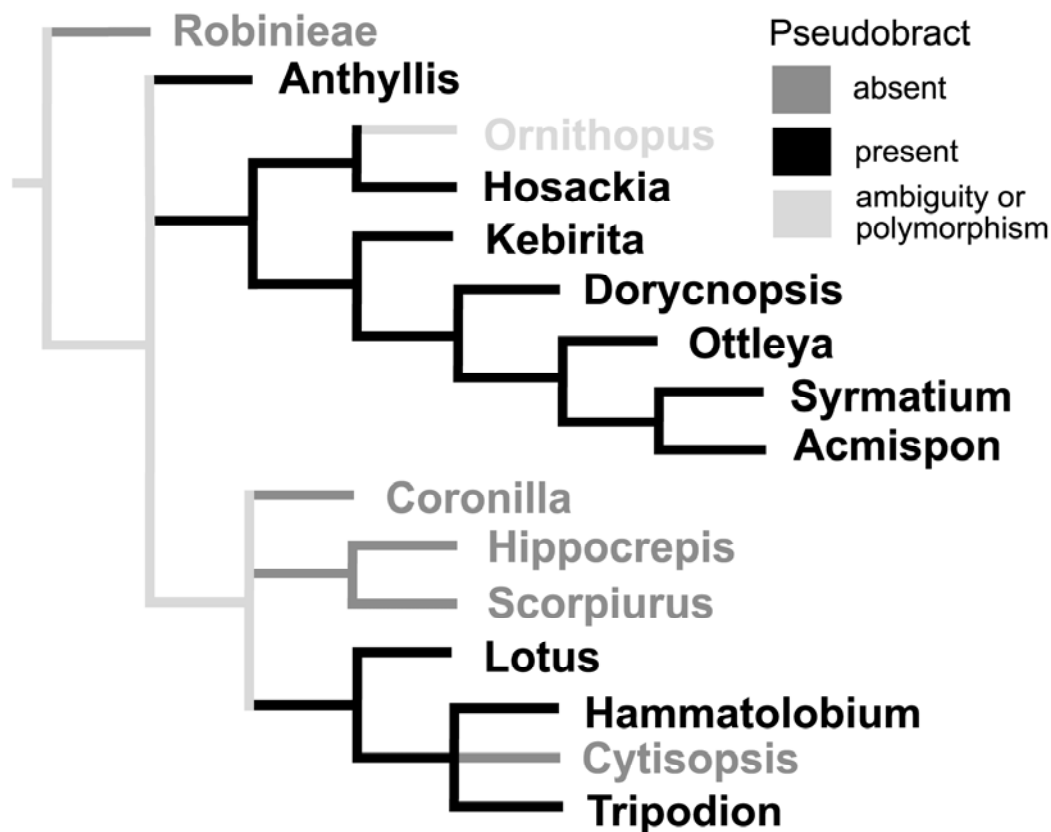 Robinieae
Anthyllis
Ornithopus
Hosackia
Kebirita
Dorycnopsis
Ottleya
Syrmatium
Acmispon
Coronilla
Hippocrepis
Scorpiurus
Lotus
Hammatolobium
Cytisopsis
Tripodion
Pseudobract
absent
present
ambiguity or
polymorphism